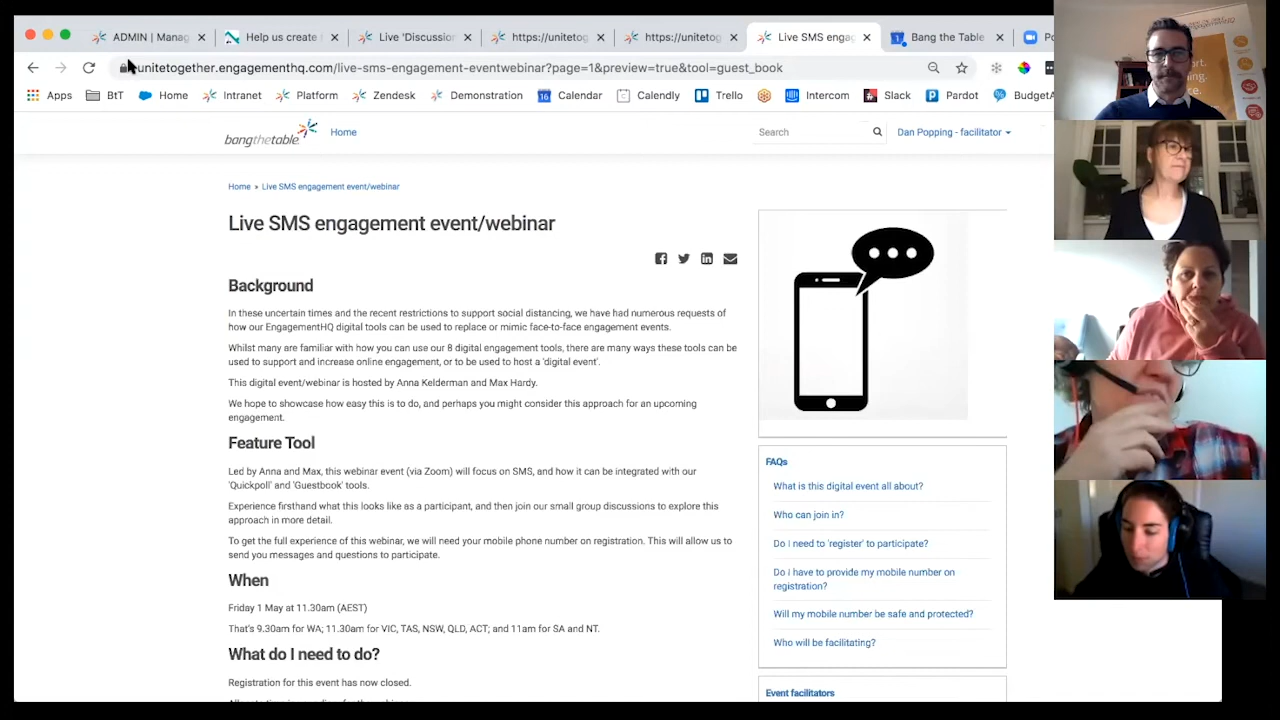 ADMIN | Manag
Help us create
Live 'Discussion
https://unitetog
https://unitetog
Live SMS engag
Bang the Table
Po
unitetogether.engagementhq.com/live-sms-engagement-eventwebinar?page=1&preview=true&tool=guest_book
Apps
BtT
Home
Intranet
Platform
Zendesk
Demonstration
Calendar
Calendly
Trello
Intercom
Slack
Pardot
BudgetA
bangthetable
Home
Search
Dan Popping - facilitator
Home » Live SMS engagement event/webinar
Live SMS engagement event/webinar
Background
In these uncertain times and the recent restrictions to support social distancing, we have had numerous requests of
how our EngagementHQ digital tools can be used to replace or mimic face-to-face engagement events.
Whilst many are familiar with how you can use our 8 digital engagement tools, there are many ways these tools can be
used to support and increase online engagement, or to be used to host a 'digital event'.
This digital event/webinar is hosted by Anna Kelderman and Max Hardy.
We hope to showcase how easy this is to do, and perhaps you might consider this approach for an upcoming
engagement.
Feature Tool
Led by Anna and Max, this webinar event (via Zoom) will focus on SMS, and how it can be integrated with our
'Quickpoll' and 'Guestbook' tools.
Experience firsthand what this looks like as a participant, and then join our small group discussions to explore this
approach in more detail.
To get the full experience of this webinar, we will need your mobile phone number on registration. This will allow us to
send you messages and questions to participate.
When
Friday 1 May at 11.30am (AEST)
That's 9.30am for WA; 11.30am for VIC, TAS, NSW, QLD, ACT; and 11am for SA and NT.
What do I need to do?
Registration for this event has now closed.
FAQs
What is this digital event all about?
Who can join in?
Do I need to 'register' to participate?
Do I have to provide my mobile number on
registration?
Will my mobile number be safe and protected?
Who will be facilitating?
Event facilitators